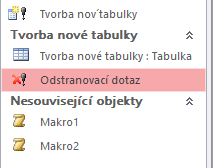 Tvorba nov´tabulky
Tvorba nové tabulky
Tvorba nové tabulky : Tabulka
Odstranovací dotaz
Nesouvisející objekty
Makro1
Makro2